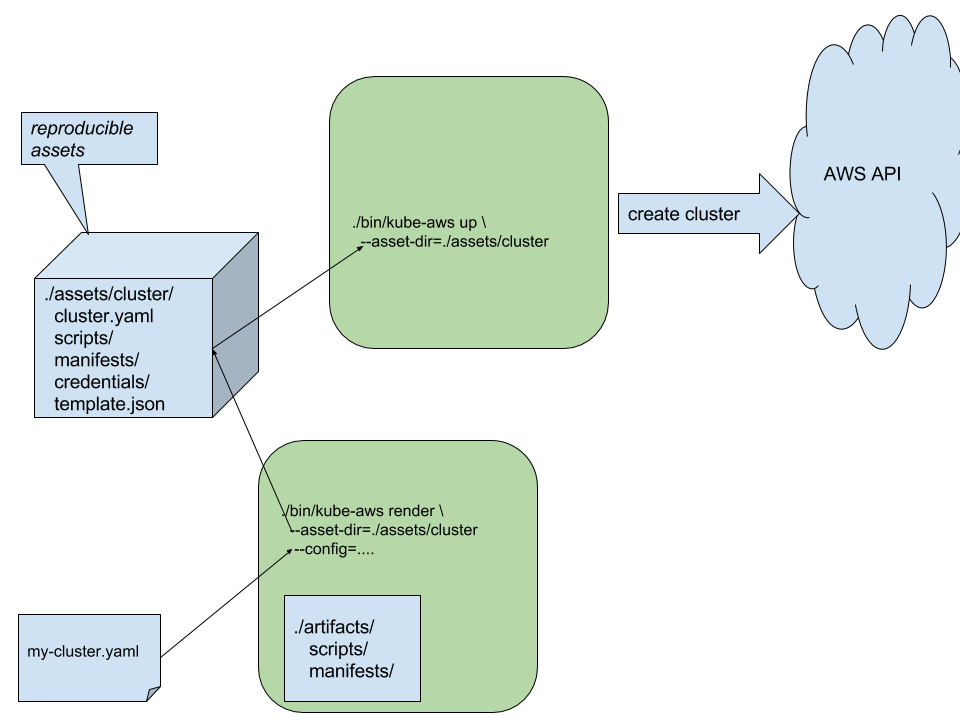 reproducible
assets
./assets/cluster/
cluster.yaml
scripts/
manifests/
credentials/
template.json
./bin/kube-aws up \
--asset-dir=./assets/cluster
create cluster
AWS API
./bin/kube-aws render \
--asset-dir=./assets/cluster
--config=....
./artifacts/
scripts/
manifests/
my-cluster.yaml